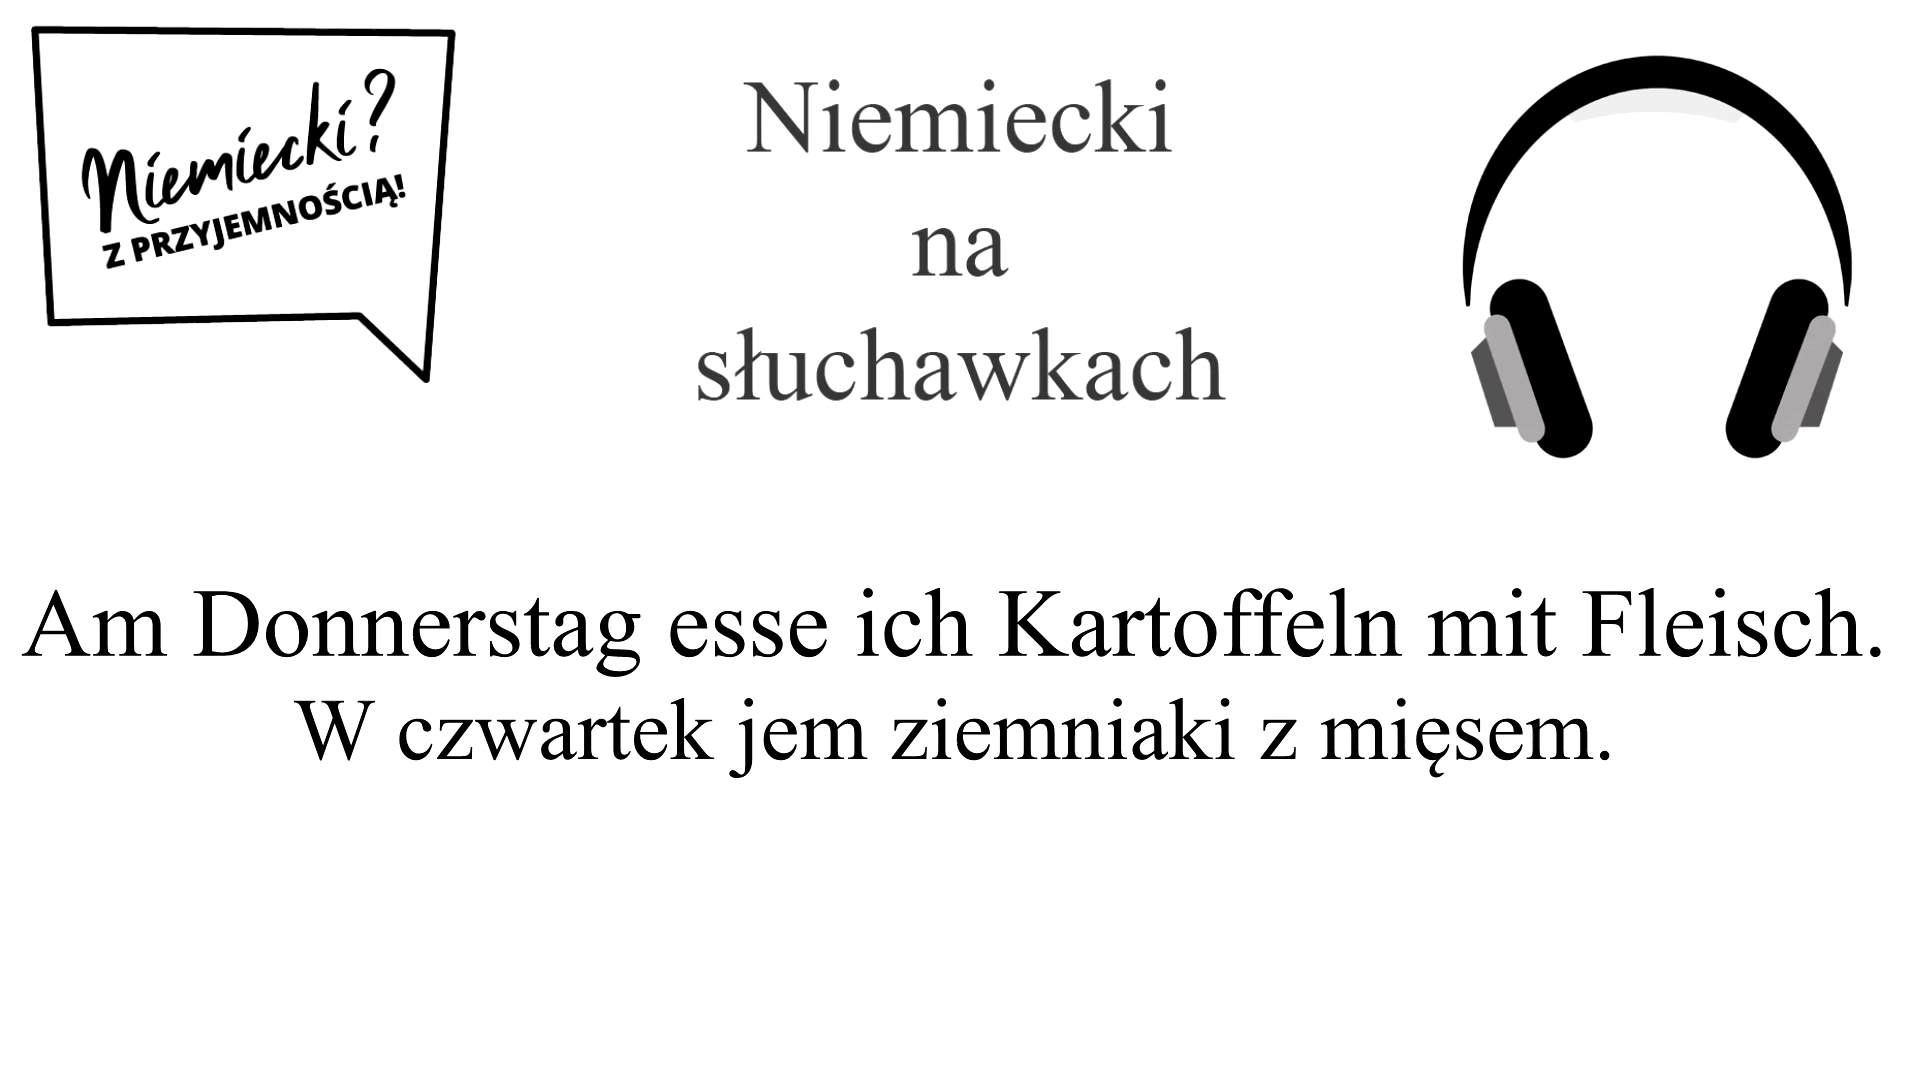 Niemiecki?
Z PRZYJEMNOŚCIĄ!
Niemiecki
na
słuchawkach
Am Donnerstag esse ich Kartoffeln mit Fleisch.
W czwartek jem ziemniaki z mięsem.